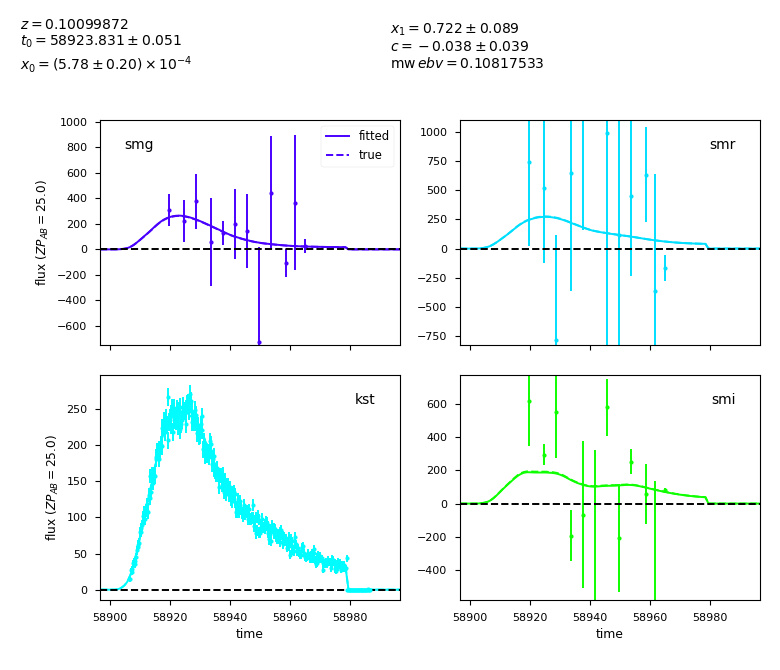 z = 0.10099872
t₀ = 58923.831 ± 0.051
x₀ = (5.78 ± 0.20) × 10⁻⁴
x₁ = 0.722 ± 0.089
c = −0.038 ± 0.039
mw ebv = 0.10817533
smg
fitted
true
flux (ZP_AB = 25.0)
1000
800
600
400
200
0
−200
−400
−600
smr
1000
750
500
250
0
−250
−500
−750
kst
flux (ZP_AB = 25.0)
250
200
150
100
50
0
58900 58920 58940 58960 58980
time
smi
600
400
200
0
−200
−400
58900 58920 58940 58960 58980
time